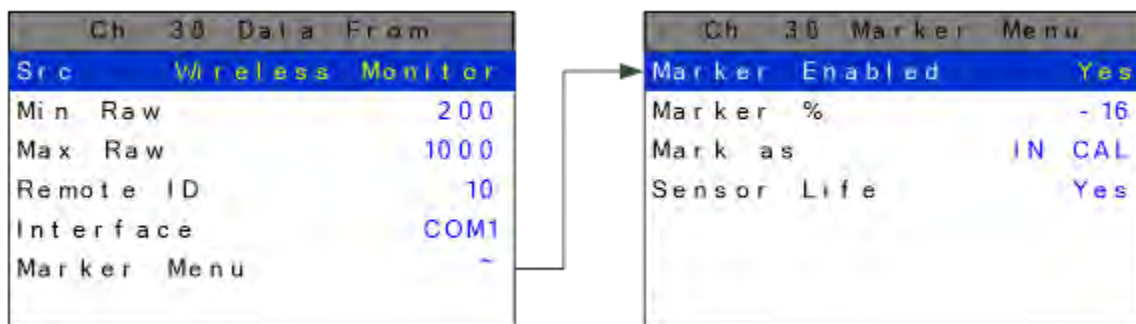 Ch 30 Data From
Src Wireless Monitor
Min Raw 200
Max Raw 1000
Remote ID 10
Interface COM1
Marker Menu ~
Ch 30 Marker Menu
Marker Enabled Yes
Marker % -16
Mark as IN CAL
Sensor Life Yes